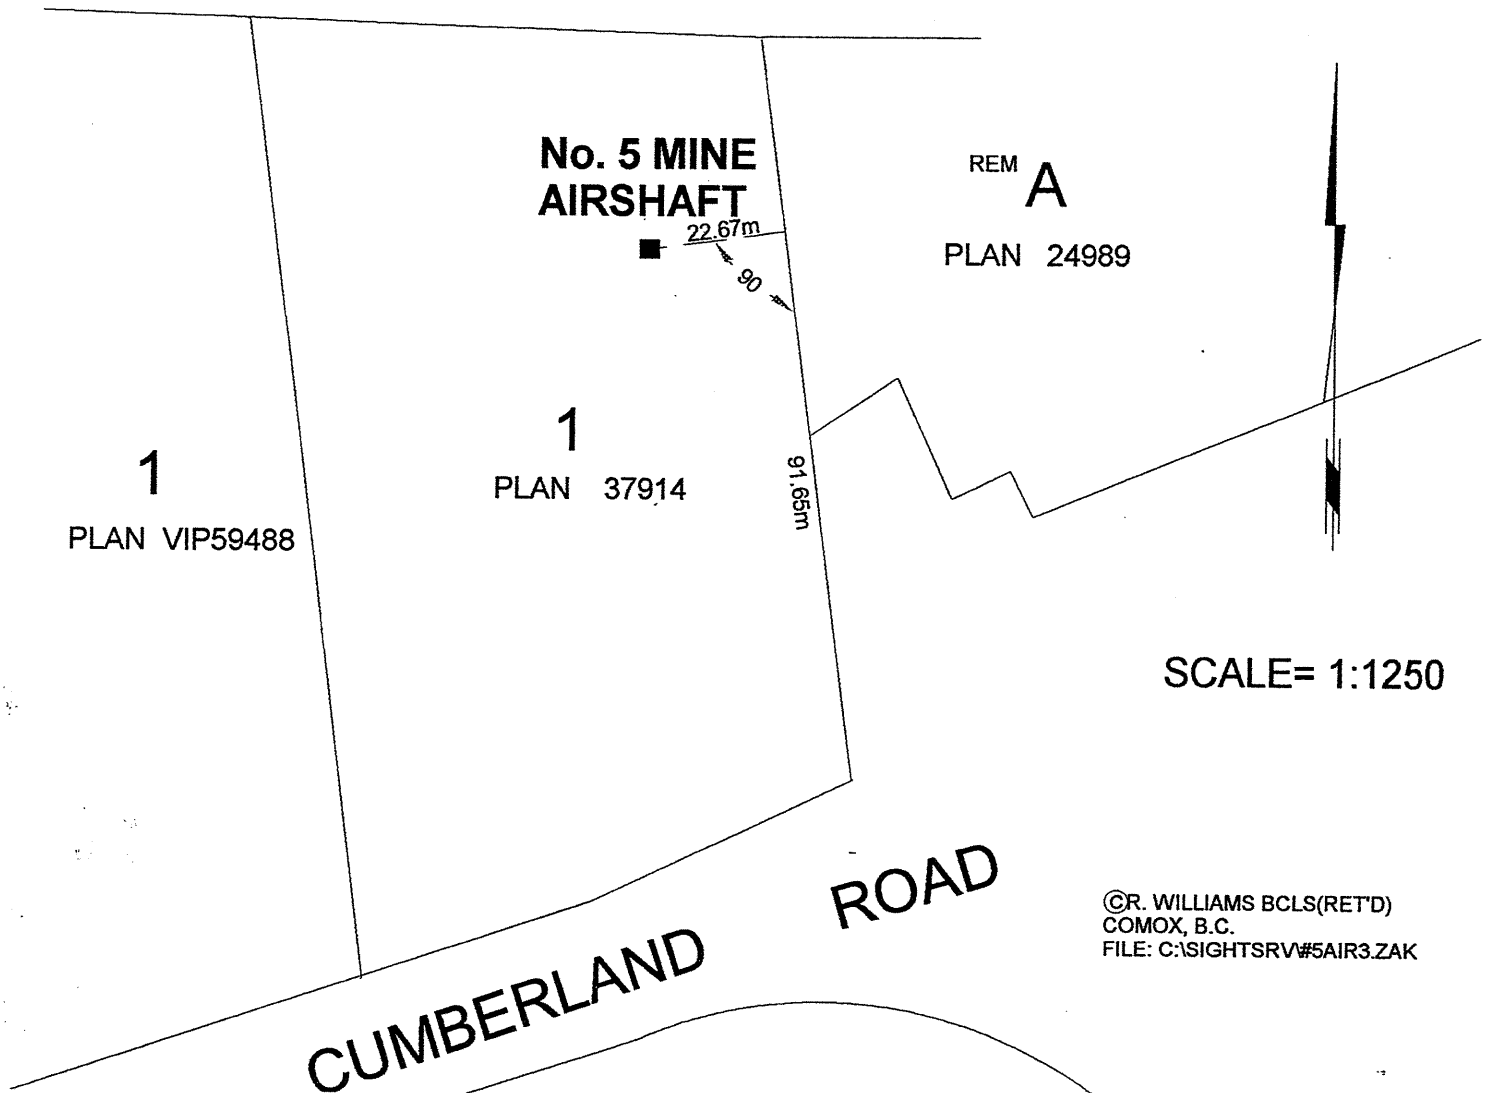 No. 5 MINE
AIRSHAFT
22.67m
90
REM A
PLAN 24989
1
PLAN 37914
91.65m
1
PLAN VIP59488
SCALE= 1:1250
CUMBERLAND ROAD
©R. WILLIAMS BCLS(RET'D)
COMOX, B.C.
FILE: C:\SIGHTSRV\#5AIR3.ZAK